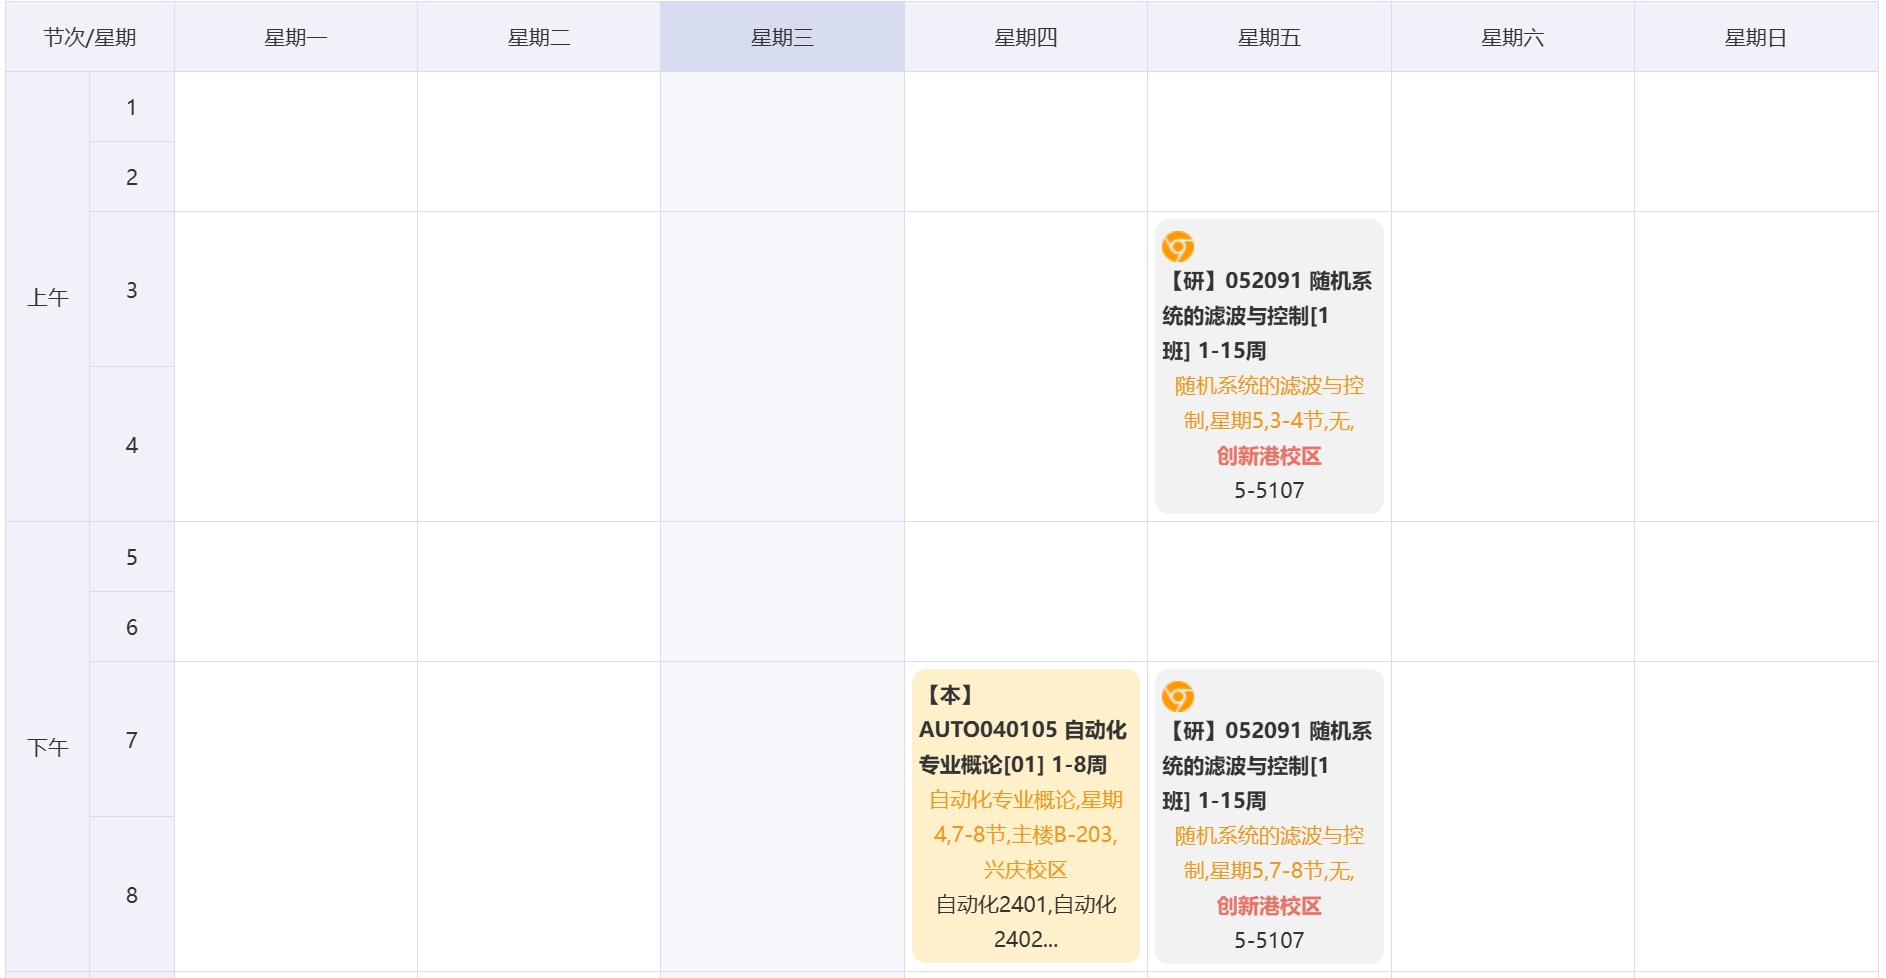 节次/星期
星期一
星期二
星期三
星期四
星期五
星期六
星期日
上午
1
2
3
【研】052091 随机系
统的滤波与控制[1
班] 1-15周
随机系统的滤波与控
制,星期5,3-4节,无,
创新港校区
5-5107
4
下午
5
6
7
【本】
AUTO040105 自动化
专业概论[01] 1-8周
自动化专业概论,星期
4,7-8节,主楼B-203,
兴庆校区
自动化2401,自动化
2402...
【研】052091 随机系
统的滤波与控制[1
班] 1-15周
随机系统的滤波与控
制,星期5,7-8节,无,
创新港校区
5-5107
8